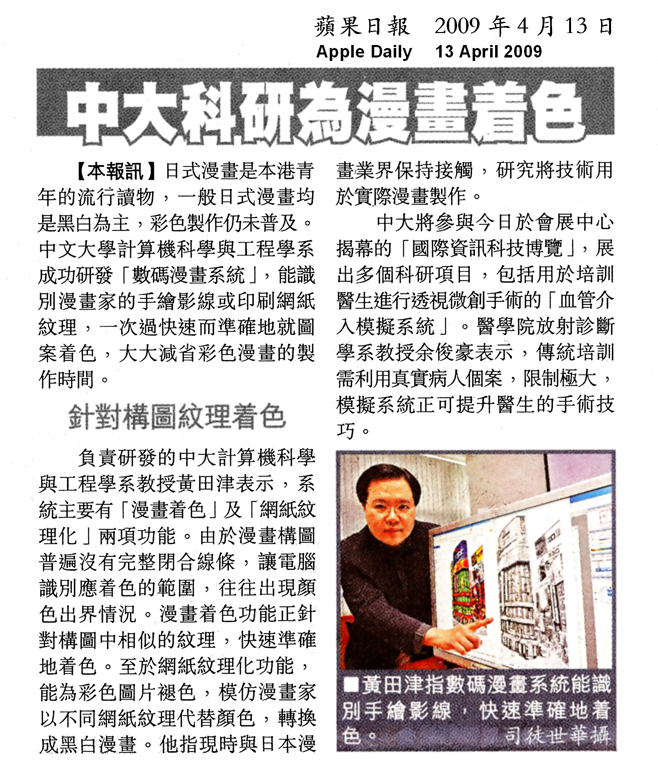 蘋果日報 2009年4月13日
Apple Daily 13 April 2009
中大科研為漫畫着色
【本報訊】日式漫畫是本港青
年的流行讀物，一般日式漫畫均
是黑白為主，彩色製作仍未普及。
中文大學計算機科學與工程學系
成功研發「數碼漫畫系統」，能識
別漫畫家的手繪影線或印刷網紙
紋理，一次過快速而準確地就圖
案着色，大大減省彩色漫畫的製
作時間。
針對構圖紋理着色
負責研發的中大計算機科學
與工程學系教授黃田津表示，系
統主要有「漫畫着色」及「網紙紋
理化」兩項功能。由於漫畫構圖
普遍沒有完整閉合線條，讓電腦
識別應着色的範圍，往往出現顏
色出界情況。漫畫着色功能正針
對構圖中相似的紋理，快速準確
地着色。至於網紙紋理化功能，
能為彩色圖片褪色，模仿漫畫家
以不同網紙紋理代替顏色，轉換
成黑白漫畫。他指現時與日本漫
畫業界保持接觸，研究將技術用
於實際漫畫製作。
中大將參與今日於會展中心
揭幕的「國際資訊科技博覽」，展
出多個科研項目，包括用於培訓
醫生進行透視微創手術的「血管介
入模擬系統」。醫學院放射診斷
學系教授余俊豪表示，傳統培訓
需利用真實病人個案，限制極大，
模擬系統正可提升醫生的手術技
巧。
■黃田津指數碼漫畫系統能識
別手繪影線，快速準確地着
色。 司徒世華攝